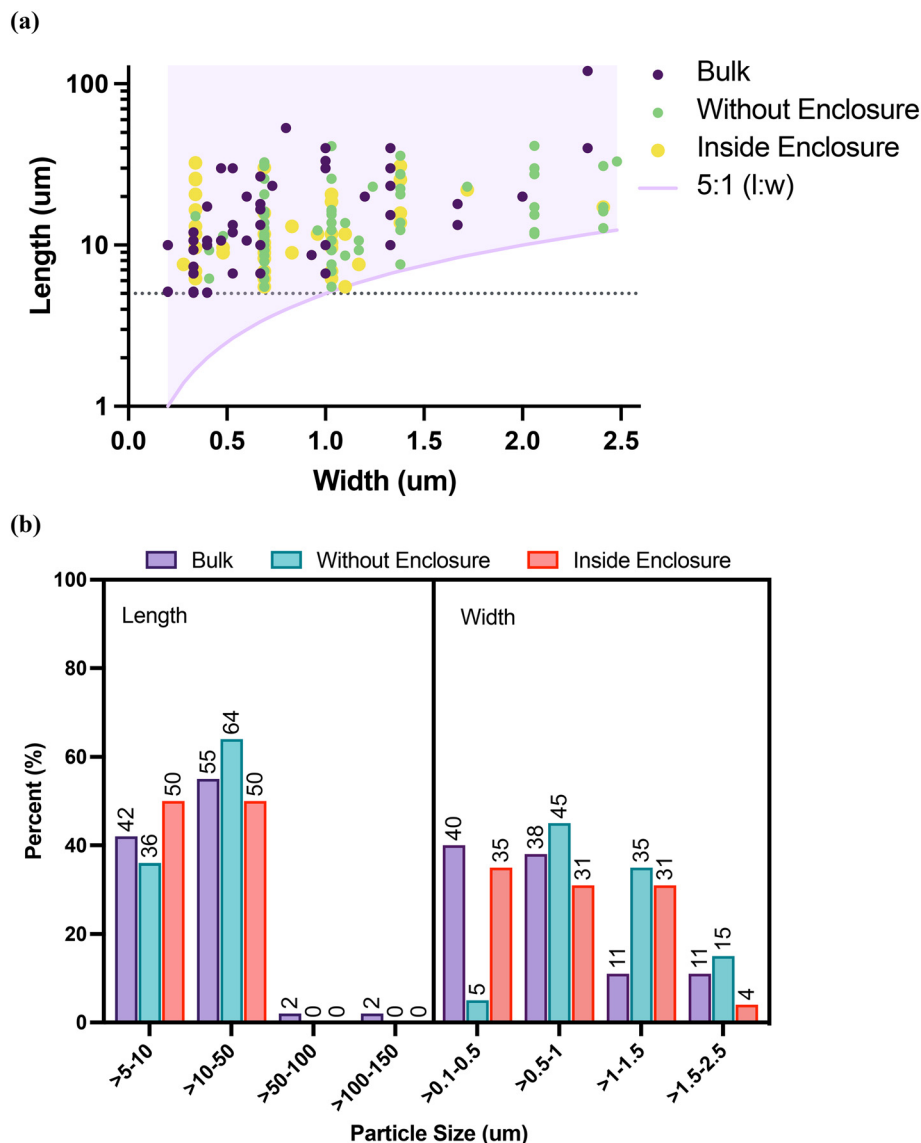 (a)
100
10
1
Length (um)
0.0 0.5 1.0 1.5 2.0 2.5
Width (um)
Bulk
Without Enclosure
Inside Enclosure
5:1 (l:w)
(b)
Bulk Without Enclosure Inside Enclosure
100
80
60
40
20
0
Percent (%)
Length
42 36 50
55 64 50
2 0 0
2 0 0
Width
40 5 35
38 45 31
11 35 31
11 15 4
>5-10 >10-50 >50-100 >100-150 >0.1-0.5 >0.5-1 >1-1.5 >1.5-2.5
Particle Size (um)